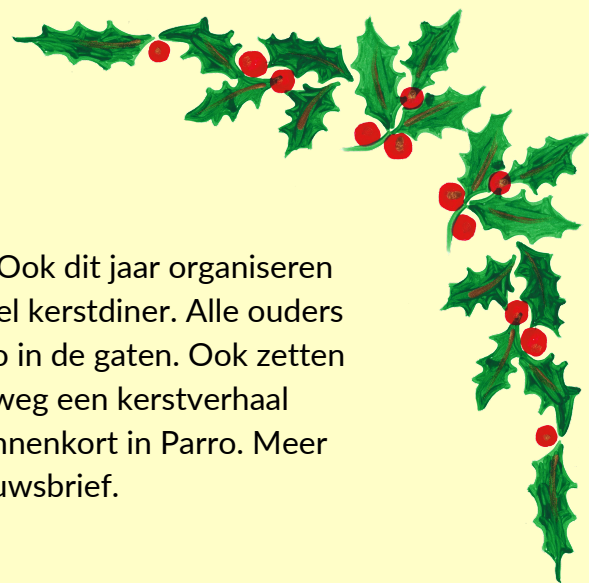 Ook dit jaar organiseren
el kerstdiner. Alle ouders
in de gaten. Ook zetten
weg een kerstverhaal
nnenkort in Parro. Meer
uwsbrief.